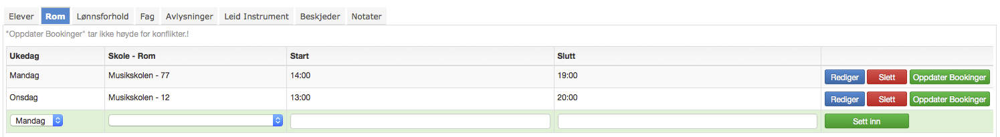 Elever Rom Lønnsforhold Fag Avlysninger Leid Instrument Beskjeder Notater
"Oppdater Bookinger" tar ikke høyde for konflikter.!
Ukedag Skole - Rom Start Slutt
Mandag Musikskolen - 77 14:00 19:00 Rediger Slett Oppdater Bookinger
Onsdag Musikskolen - 12 13:00 20:00 Rediger Slett Oppdater Bookinger
Mandag Sett inn